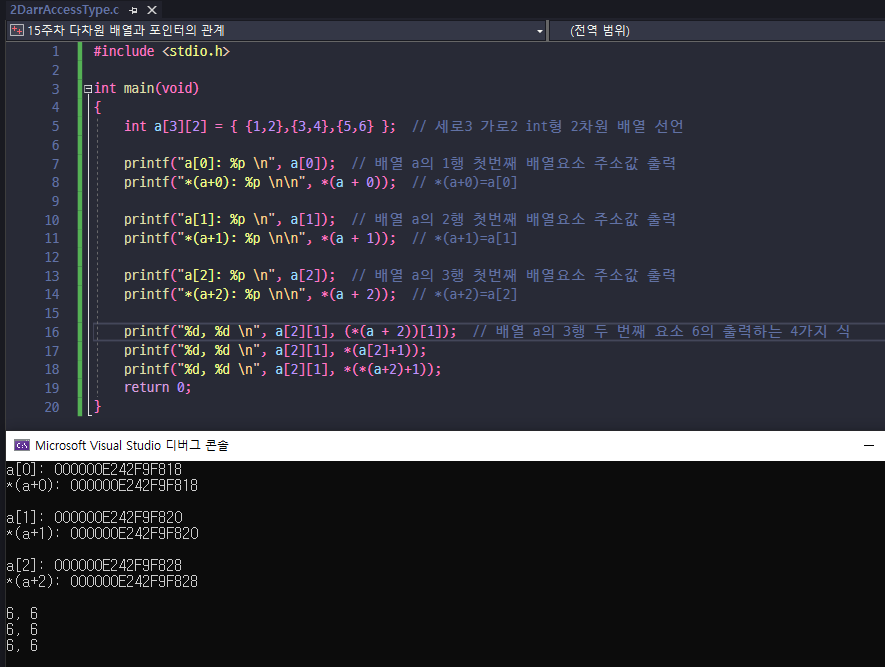 2DarrAccessType.c
15주차 다차원 배열과 포인터의 관계 (전역 범위)
1 #include <stdio.h>
2
3 int main(void)
4 {
5 int a[3][2] = { {1,2},{3,4},{5,6} }; // 세로3 가로2 int형 2차원 배열 선언
6
7 printf("a[0]: %p \n", a[0]); // 배열 a의 1행 첫번째 배열요소 주소값 출력
8 printf("*(a+0): %p \n\n", *(a + 0)); // *(a+0)=a[0]
9
10 printf("a[1]: %p \n", a[1]); // 배열 a의 2행 첫번째 배열요소 주소값 출력
11 printf("*(a+1): %p \n\n", *(a + 1)); // *(a+1)=a[1]
12
13 printf("a[2]: %p \n", a[2]); // 배열 a의 3행 첫번째 배열요소 주소값 출력
14 printf("*(a+2): %p \n\n", *(a + 2)); // *(a+2)=a[2]
15
16 printf("%d, %d \n", a[2][1], (*(a + 2))[1]); // 배열 a의 3행 두 번째 요소 6의 출력하는 4가지 식
17 printf("%d, %d \n", a[2][1], *(a[2]+1));
18 printf("%d, %d \n", a[2][1], *(*(a+2)+1));
19 return 0;
20 }
Microsoft Visual Studio 디버그 콘솔
a[0]: 000000E242F9F818
*(a+0): 000000E242F9F818
a[1]: 000000E242F9F820
*(a+1): 000000E242F9F820
a[2]: 000000E242F9F828
*(a+2): 000000E242F9F828
6, 6
6, 6
6, 6